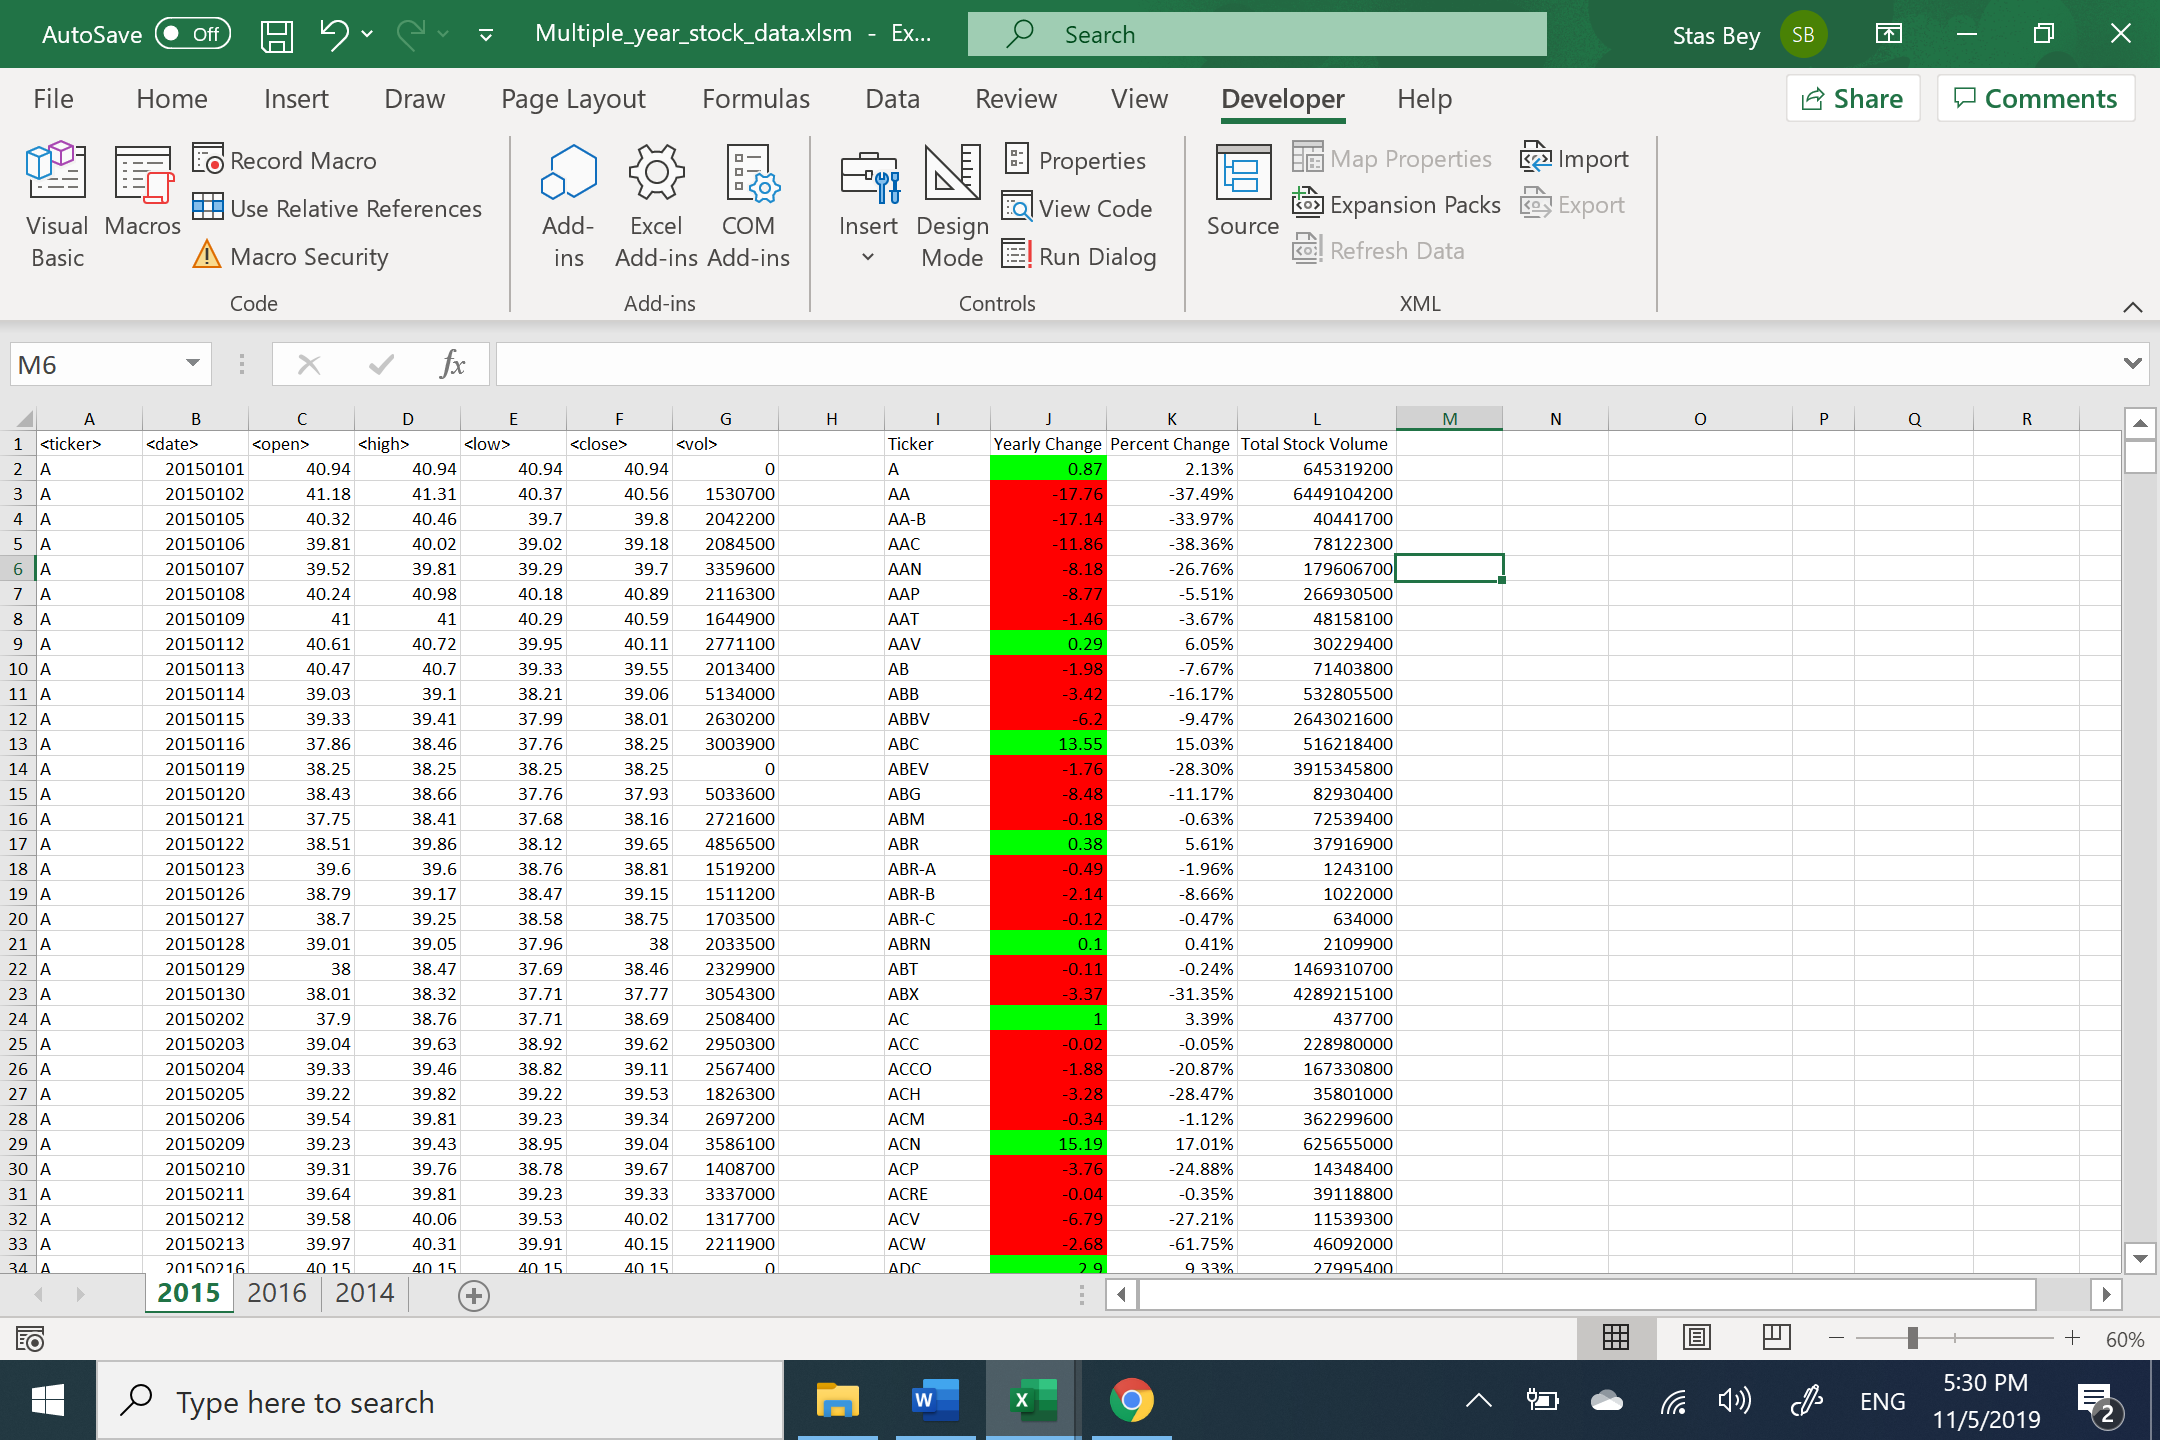 AutoSave Off Multiple_year_stock_data.xlsm - Ex... Search Stas Bey SB
File Home Insert Draw Page Layout Formulas Data Review View Developer Help Share Comments
Visual Basic
Macros
Record Macro
Use Relative References
Macro Security
Code
Add-ins
Excel Add-ins
COM Add-ins
Add-ins
Insert
Design Mode
Properties
View Code
Run Dialog
Controls
Source
Map Properties
Expansion Packs
Refresh Data
Import
Export
XML
M6 fx
A B C D E F G H I J K L M N O P Q R
1 <ticker> <date> <open> <high> <low> <close> <vol> Ticker Yearly Change Percent Change Total Stock Volume
2 A 20150101 40.94 40.94 40.94 40.94 0 A 0.87 2.13% 645319200
3 A 20150102 41.18 41.31 40.37 40.56 1530700 AA -17.76 -37.49% 6449104200
4 A 20150105 40.32 40.46 39.7 39.8 2042200 AA-B -17.14 -33.97% 40441700
5 A 20150106 39.81 40.02 39.02 39.18 2084500 AAC -11.86 -38.36% 78122300
6 A 20150107 39.52 39.81 39.29 39.7 3359600 AAN -8.18 -26.76% 179606700
7 A 20150108 40.24 40.98 40.18 40.89 2116300 AAP -8.77 -5.51% 266930500
8 A 20150109 41 41 40.29 40.59 1644900 AAT -1.46 -3.67% 48158100
9 A 20150112 40.61 40.72 39.95 40.11 2771100 AAV 0.29 6.05% 30229400
10 A 20150113 40.47 40.7 39.33 39.55 2013400 AB -1.98 -7.67% 71403800
11 A 20150114 39.03 39.1 38.21 39.06 5134000 ABB -3.42 -16.17% 532805500
12 A 20150115 39.33 39.41 37.99 38.01 2630200 ABBV -6.2 -9.47% 2643021600
13 A 20150116 37.86 38.46 37.76 38.25 3003900 ABC 13.55 15.03% 516218400
14 A 20150119 38.25 38.25 38.25 38.25 0 ABEV -1.76 -28.30% 3915345800
15 A 20150120 38.43 38.66 37.76 37.93 5033600 ABG -8.48 -11.17% 82930400
16 A 20150121 37.75 38.41 37.68 38.16 2721600 ABM -0.18 -0.63% 72539400
17 A 20150122 38.51 39.86 38.12 39.65 4856500 ABR 0.38 5.61% 37916900
18 A 20150123 39.6 39.6 38.76 38.81 1519200 ABR-A -0.49 -1.96% 1243100
19 A 20150126 38.79 39.17 38.47 39.15 1511200 ABR-B -2.14 -8.66% 1022000
20 A 20150127 38.7 39.25 38.58 38.75 1703500 ABR-C -0.12 -0.47% 634000
21 A 20150128 39.01 39.05 37.96 38 2033500 ABRN 0.1 0.41% 2109900
22 A 20150129 38 38.47 37.69 38.46 2329900 ABT -0.11 -0.24% 1469310700
23 A 20150130 38.01 38.32 37.71 37.77 3054300 ABX -3.37 -31.35% 4289215100
24 A 20150202 37.9 38.76 37.71 38.69 2508400 AC 1 3.39% 437700
25 A 20150203 39.04 39.63 38.92 39.62 2950300 ACC -0.02 -0.05% 228980000
26 A 20150204 39.33 39.46 38.82 39.11 2567400 ACCO -1.88 -20.87% 167330800
27 A 20150205 39.22 39.82 39.22 39.53 1826300 ACH -3.28 -28.47% 35801000
28 A 20150206 39.54 39.81 39.23 39.34 2697200 ACM -0.34 -1.12% 362299600
29 A 20150209 39.23 39.43 38.95 39.04 3586100 ACN 15.19 17.01% 625655000
30 A 20150210 39.31 39.76 38.78 39.67 1408700 ACP -3.76 -24.88% 14348400
31 A 20150211 39.64 39.81 39.23 39.33 3337000 ACRE -0.04 -0.35% 39118800
32 A 20150212 39.58 40.06 39.53 40.02 1317700 ACV -6.79 -27.21% 11539300
33 A 20150213 39.97 40.31 39.91 40.15 2211900 ACW -2.68 -61.75% 46092000
34 A 20150216 40.15 40.15 40.15 40.15 0 ADC 2.9 9.33% 27995400
2015 2016 2014
60%
Type here to search W X ENG 5:30 PM 2
11/5/2019